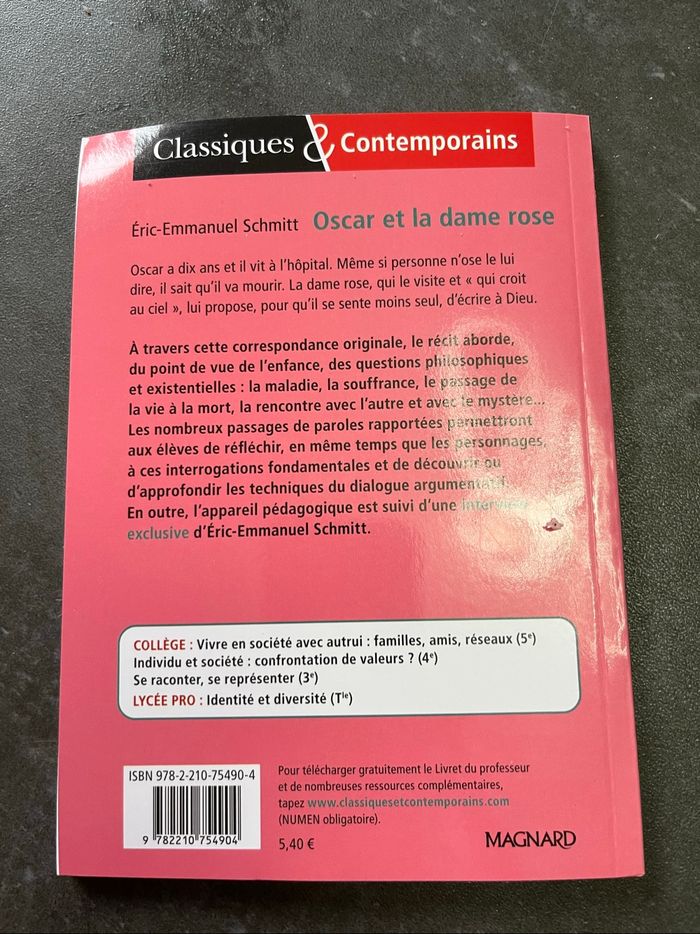 Classiques & Contemporains
Éric-Emmanuel Schmitt Oscar et la dame rose
Oscar a dix ans et il vit à l'hôpital. Même si personne n'ose le lui
dire, il sait qu'il va mourir. La dame rose, qui le visite et « qui croit
au ciel », lui propose, pour qu'il se sente moins seul, d'écrire à Dieu.
À travers cette correspondance originale, le récit aborde,
du point de vue de l'enfance, des questions philosophiques
et existentielles : la maladie, la souffrance, le passage de
la vie à la mort, la rencontre avec l'autre et avec le mystère...
Les nombreux passages de paroles rapportées permettront
aux élèves de réfléchir, en même temps que les personnages,
à ces interrogations fondamentales et de découvrir ou
d'approfondir les techniques du dialogue argumentatif.
En outre, l'appareil pédagogique est suivi d'une interview
exclusive d'Éric-Emmanuel Schmitt.
COLLÈGE : Vivre en société avec autrui : familles, amis, réseaux (5e)
Individu et société : confrontation de valeurs ? (4e)
Se raconter, se représenter (3e)
LYCÉE PRO : Identité et diversité (Tle)
ISBN 978-2-210-75490-4
9 782210 754904
Pour télécharger gratuitement le Livret du professeur
et de nombreuses ressources complémentaires,
tapez www.classiquesetcontemporains.com
(NUMEN obligatoire).
5,40 €
MAGNARD